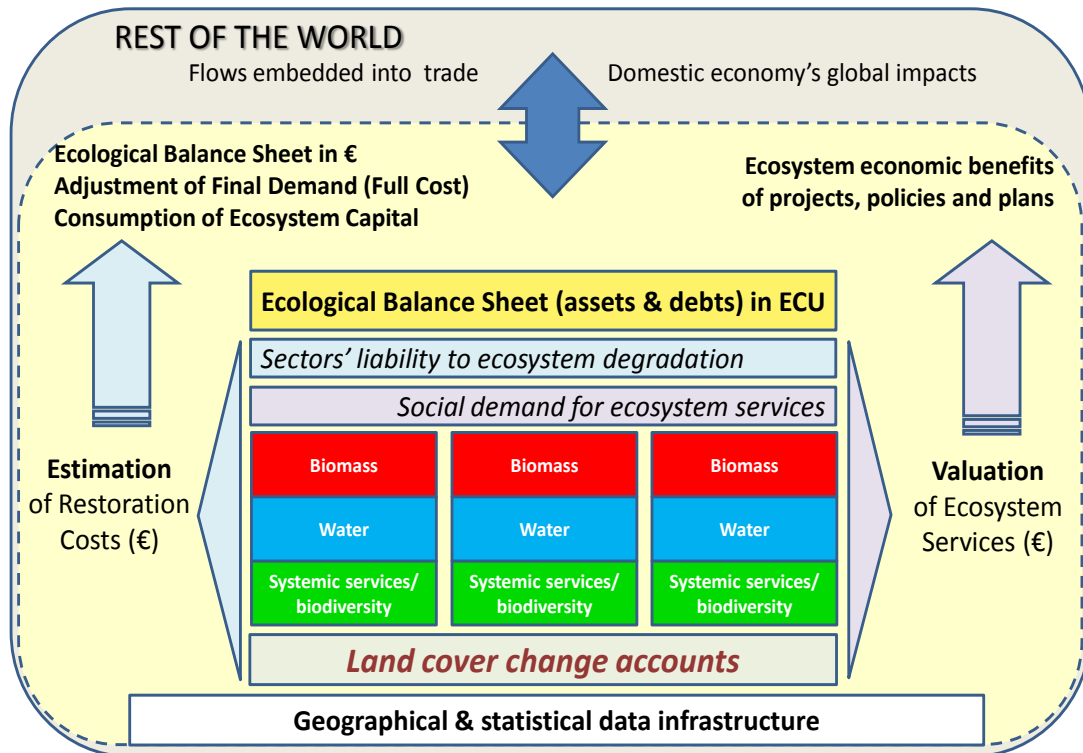 REST OF THE WORLD
Flows embedded into trade
Domestic economy's global impacts
Ecological Balance Sheet in €
Adjustment of Final Demand (Full Cost)
Consumption of Ecosystem Capital
Ecosystem economic benefits
of projects, policies and plans
Ecological Balance Sheet (assets & debts) in ECU
Sectors' liability to ecosystem degradation
Social demand for ecosystem services
Estimation
of Restoration
Costs (€)
Biomass
Biomass
Biomass
Water
Water
Water
Systemic services/
biodiversity
Systemic services/
biodiversity
Systemic services/
biodiversity
Valuation
of Ecosystem
Services (€)
Land cover change accounts
Geographical & statistical data infrastructure